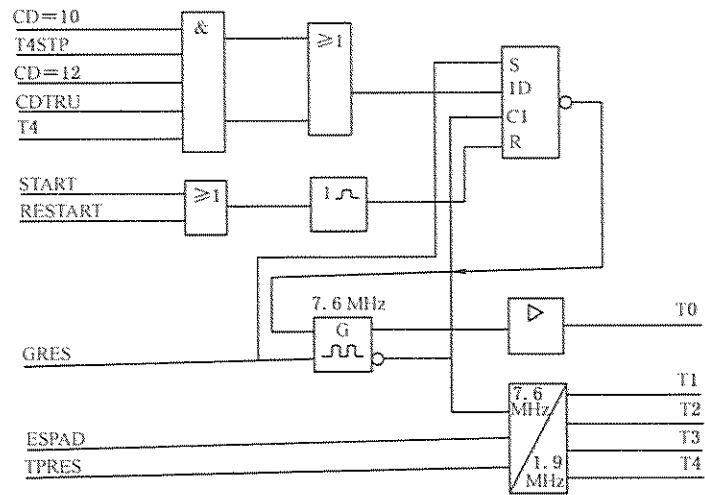 CD=10
T4STP
CD=12
CDTRU
T4
&
≥1
S
1D
C1
R
START
RESTART
≥1
1
7.6 MHz
G
GRES
T0
7.6
MHz
1.9
MHz
T1
T2
T3
T4
ESPAD
TPRES